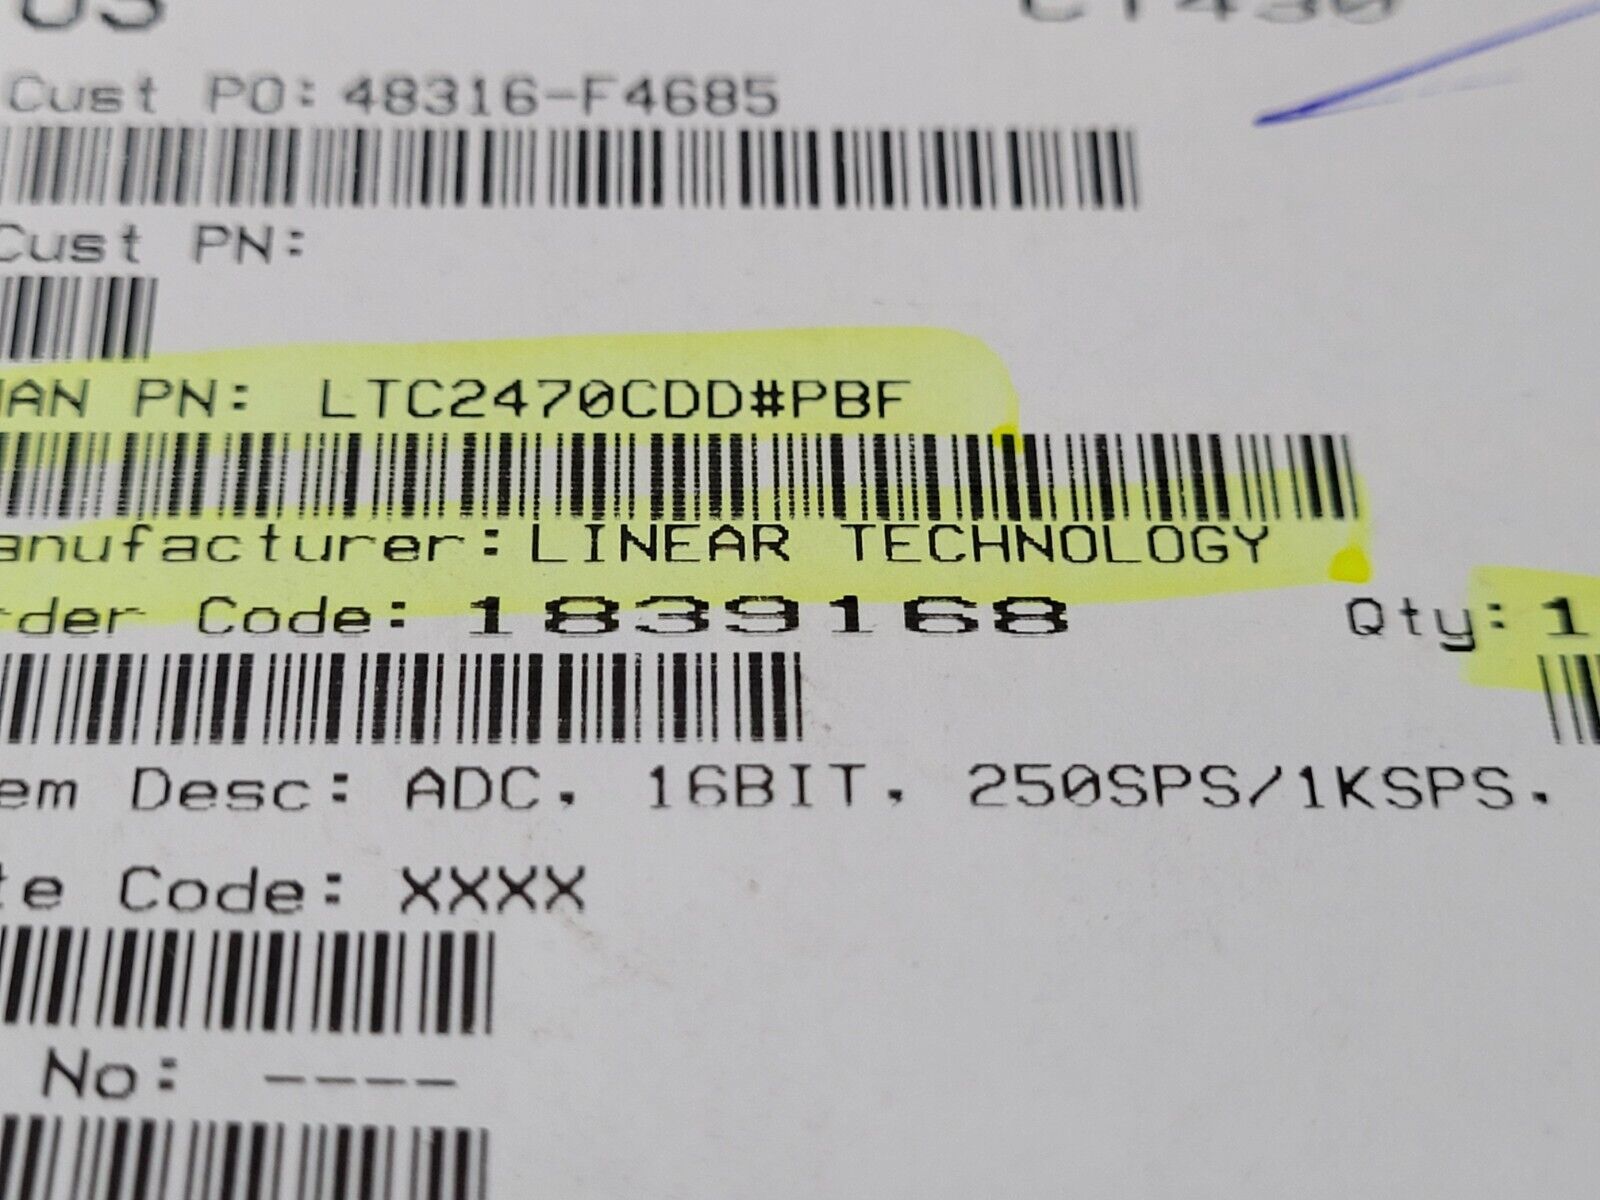 Cust PO: 48316-F4685
Cust PN:
MAN PN: LTC2470CDD#PBF
anufacturer: LINEAR TECHNOLOGY
rder Code: 1839168 Qty: 1
em Desc: ADC, 16BIT, 250SPS/1KSPS,
te Code: XXXX
No: ----